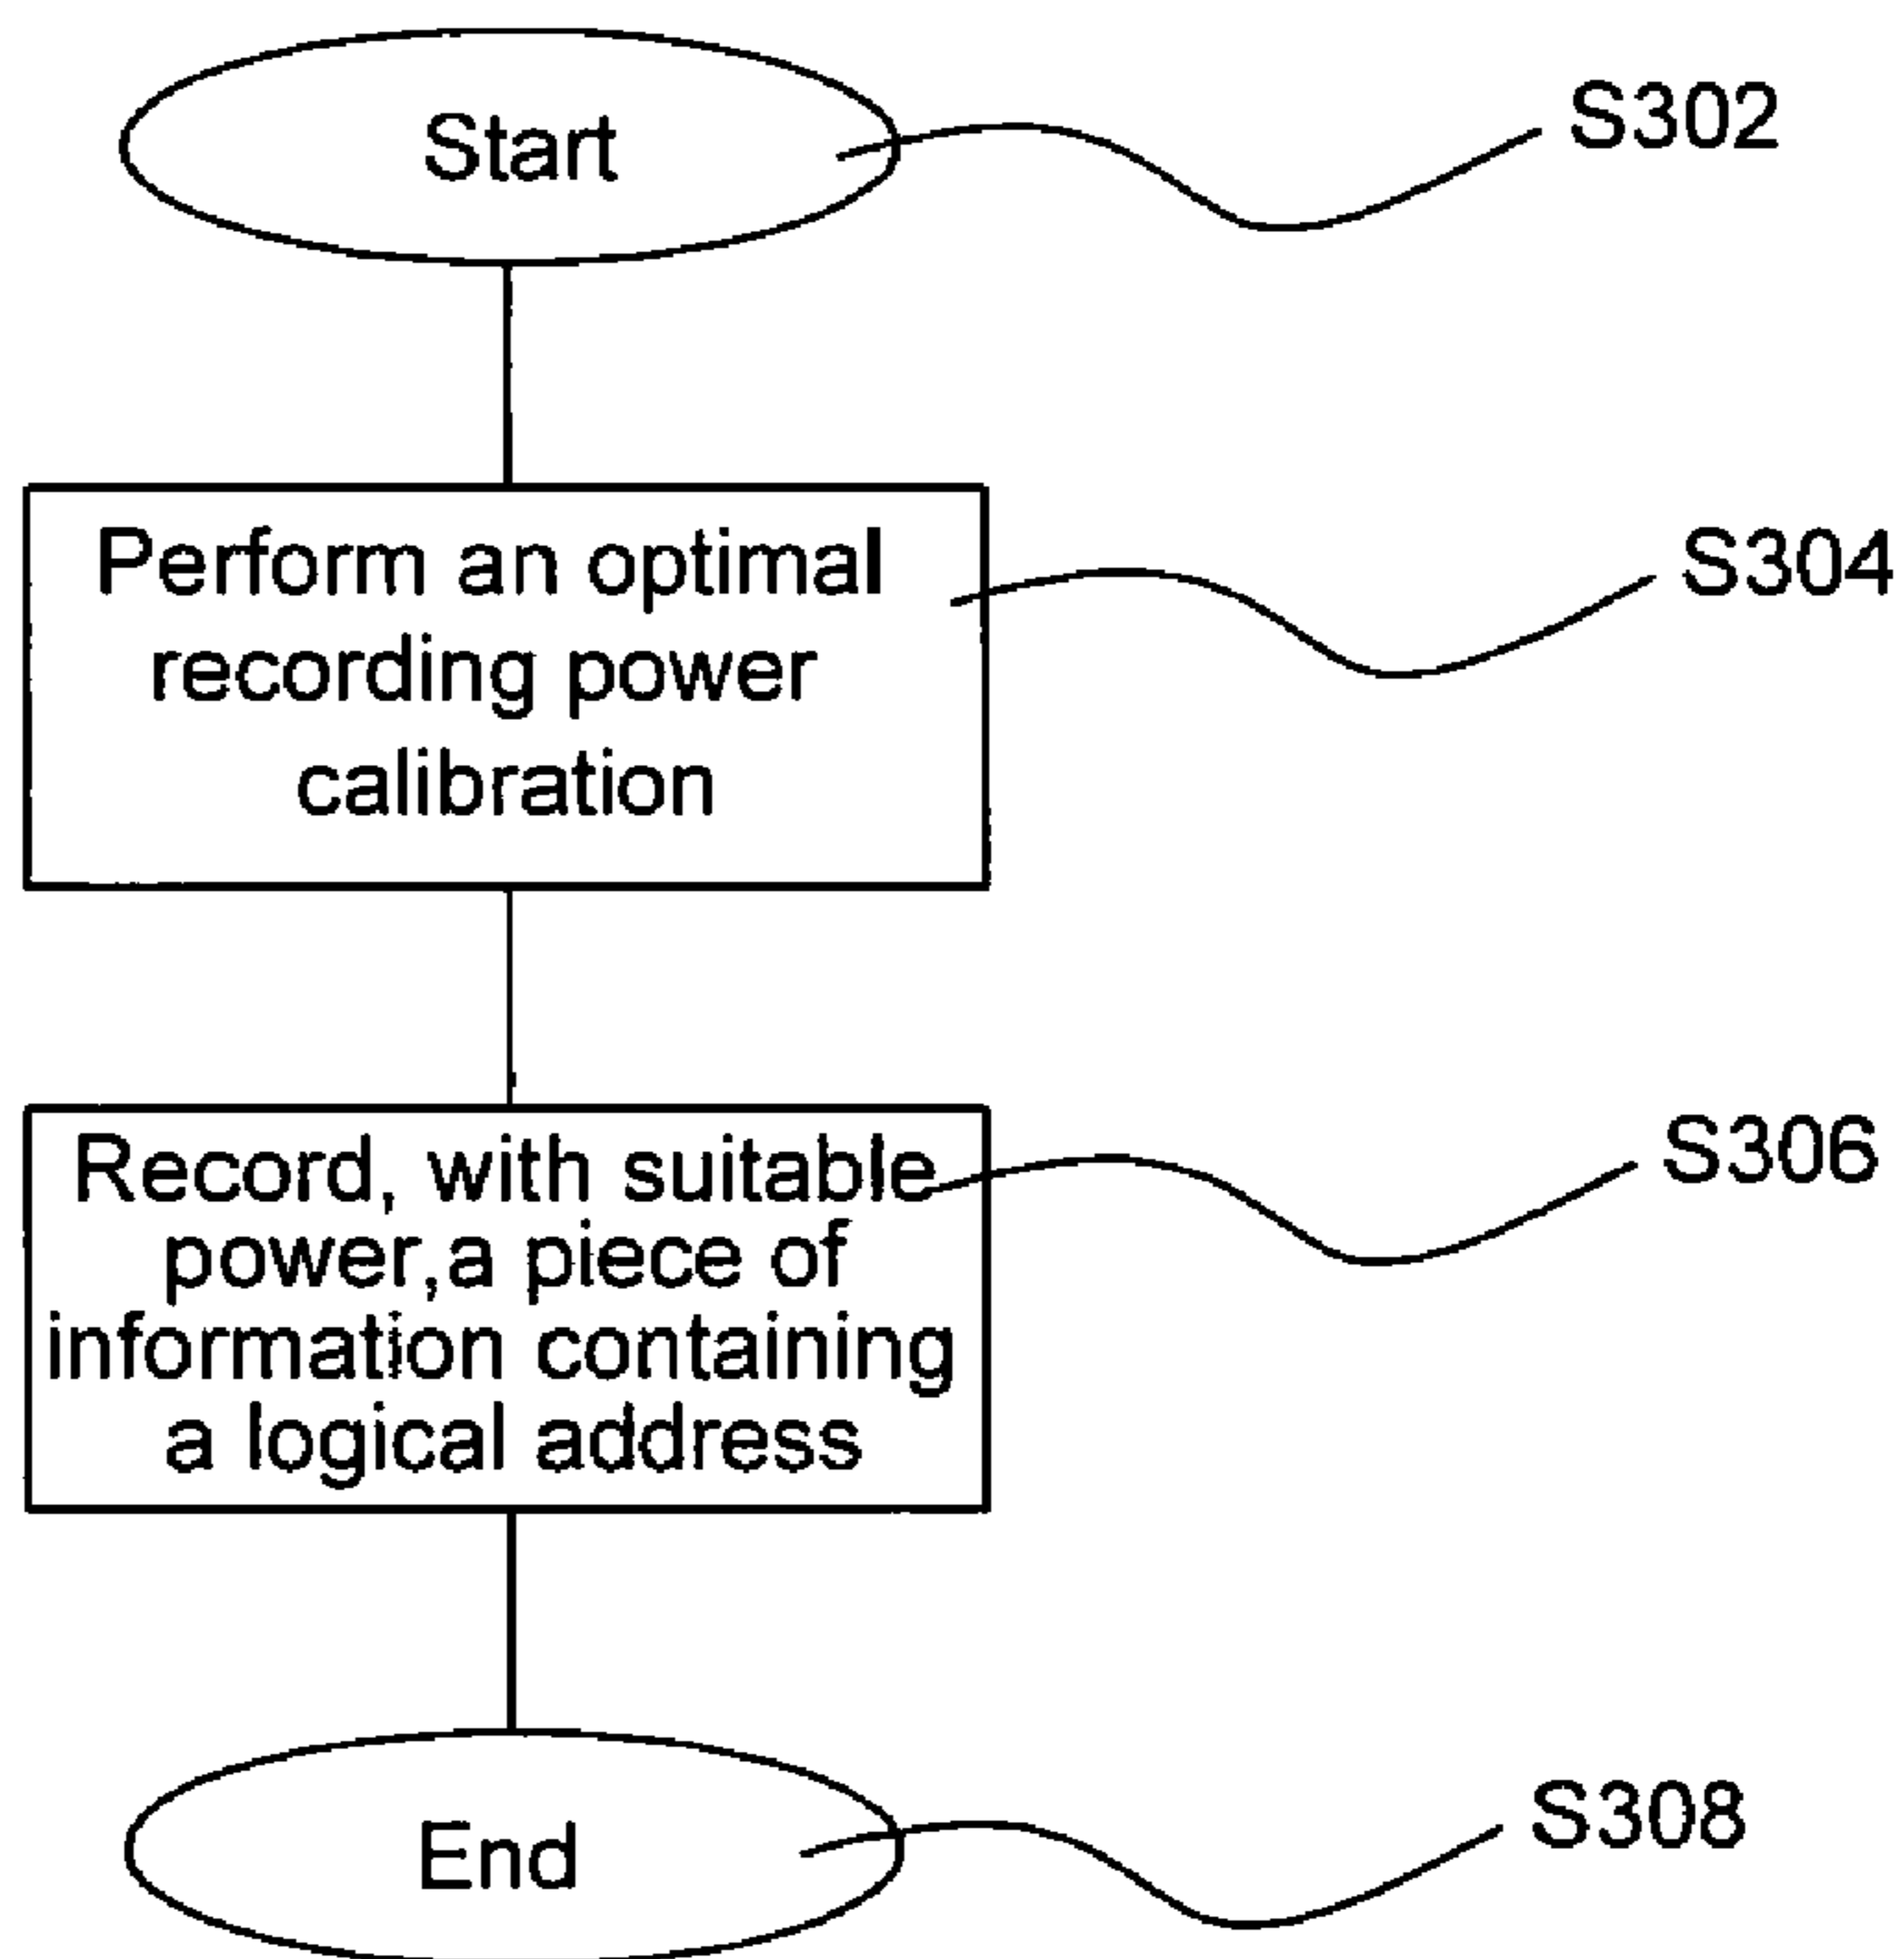 Start
S302
Perform an optimal
recording power
calibration
S304
Record, with suitable
power,a piece of
information containing
a logical address
S306
End
S308